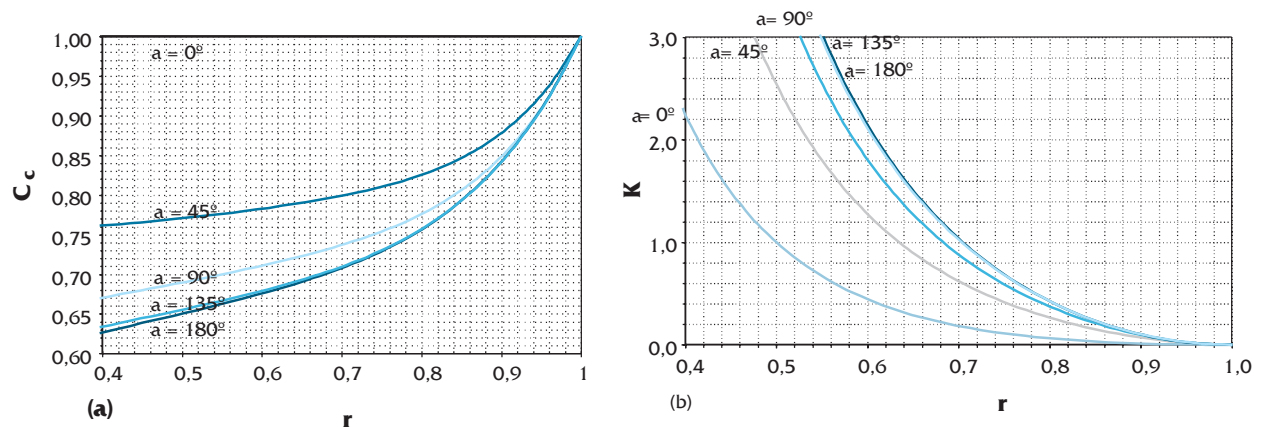 1,00
0,95
0,90
0,85
0,80
0,75
0,70
0,65
0,60
C c
a = 0º
a = 45º
a = 90º
a = 135º
a = 180º
0,4 0,5 0,6 0,7 0,8 0,9 1
(a)
r
a= 90º
3,0
2,0
1,0
0,0
K
a= 135º
a= 45º
a= 180º
a= 0º
0,4 0,5 0,6 0,7 0,8 0,9 1,0
(b)
r